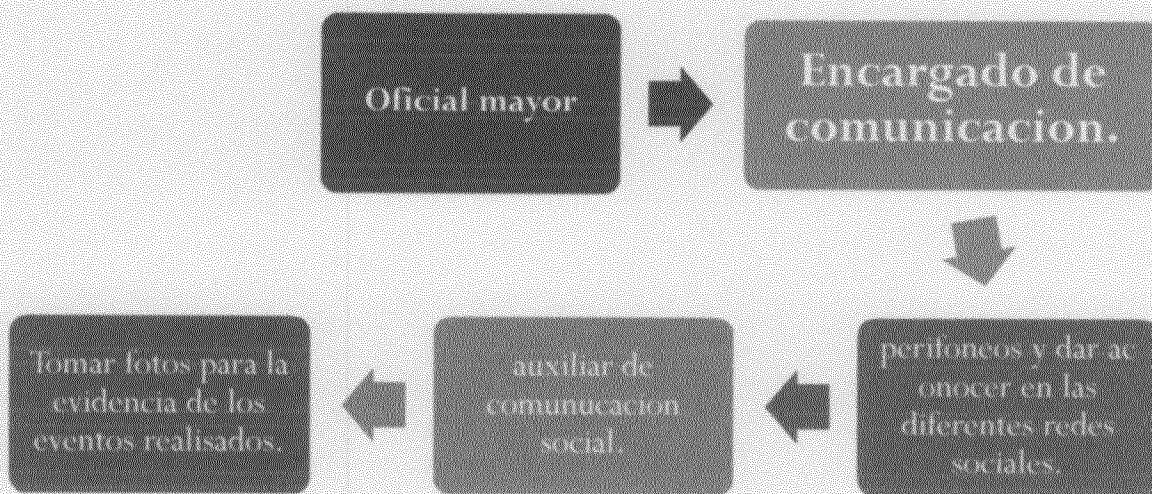 Oficial mayor
Encargado de
comunicacion.
perifoneos y dar ac
onocer en las
diferentes redes
sociales.
auxiliar de
comunucacion
social.
Tomar fotos para la
evidencia de los
eventos realisados.